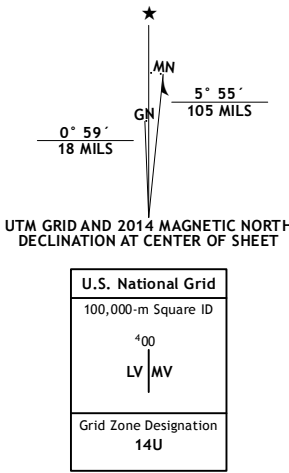 ★
MN
GN
5° 55´
105 MILS
0° 59´
18 MILS
UTM GRID AND 2014 MAGNETIC NORTH
DECLINATION AT CENTER OF SHEET
U.S. National Grid
100,000-m Square ID
⁴00
LV MV
Grid Zone Designation
14U